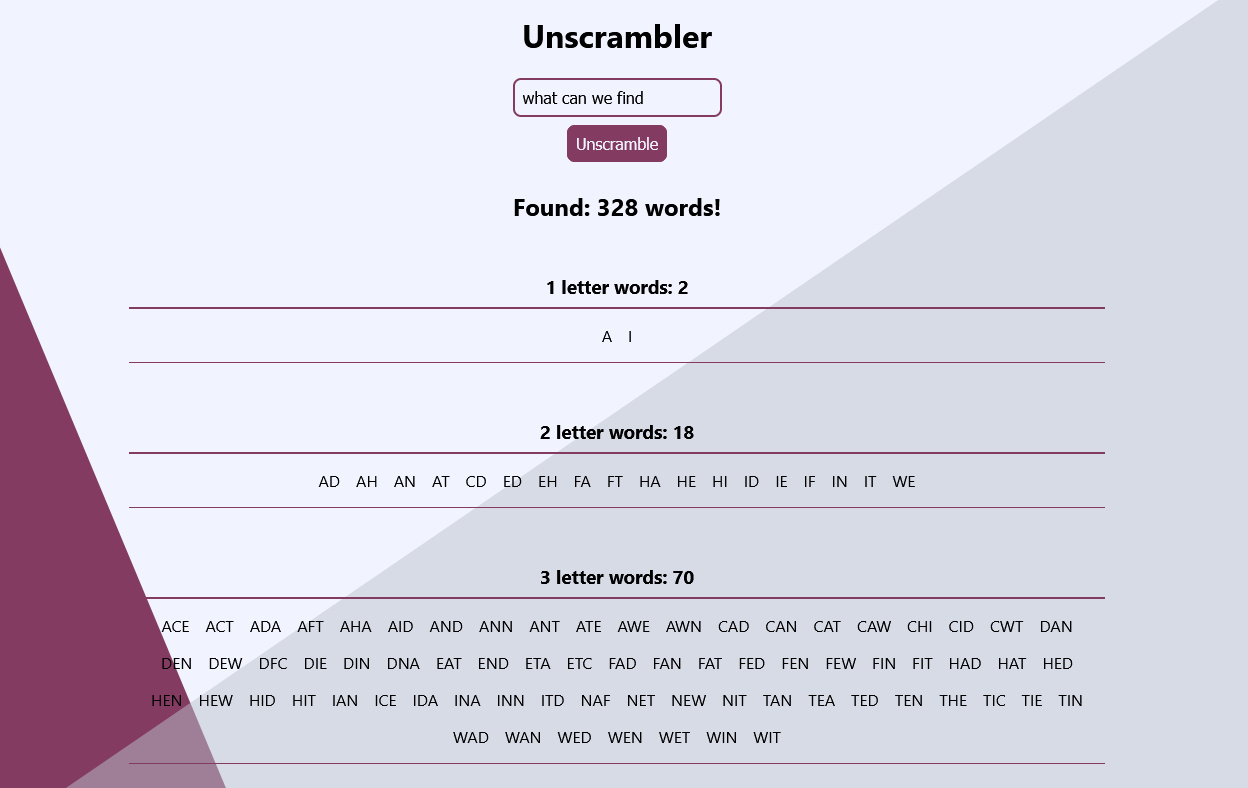 Unscrambler
what can we find
Unscramble
Found: 328 words!
1 letter words: 2
A I
2 letter words: 18
AD AH AN AT CD ED EH FA FT HA HE HI ID IE IF IN IT WE
3 letter words: 70
ACE ACT ADA AFT AHA AID AND ANN ANT ATE AWE AWN CAD CAN CAT CAW CHI CID CWT DAN
DEN DEW DFC DIE DIN DNA EAT END ETA ETC FAD FAN FAT FED FEN FEW FIN FIT HAD HAT HED
HEN HEW HID HIT IAN ICE IDA INA INN ITD NAF NET NEW NIT TAN TEA TED TEN THE TIC TIE TIN
WAD WAN WED WEN WET WIN WIT